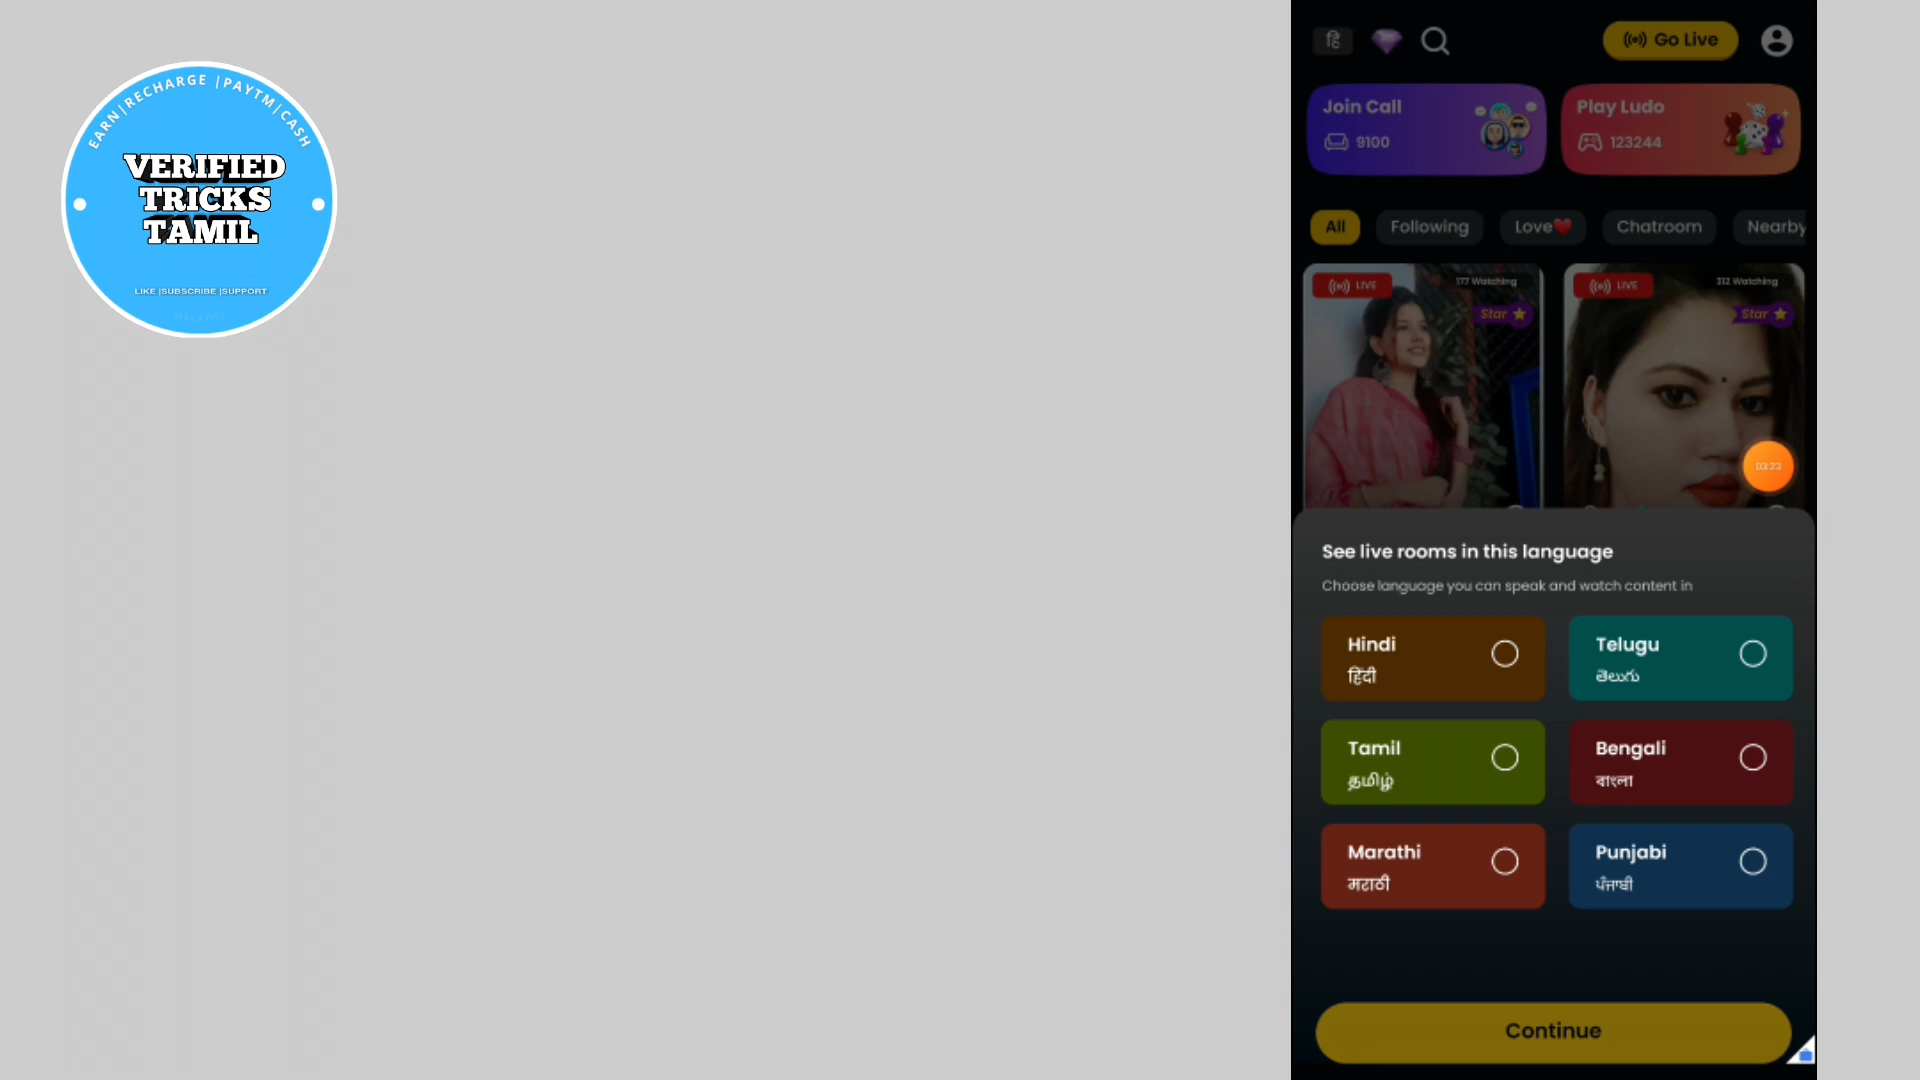 EARN|RECHARGE |PAYTM|CASH
VERIFIED
TRICKS
TAMIL
LIKE |SUBSCRIBE |SUPPORT
हि
Go Live
Join Call
9100
Play Ludo
123244
All
Following
Love❤️
Chatroom
Nearby
LIVE
177 Watching
Star
LIVE
312 Watching
Star
03:23
See live rooms in this language
Choose language you can speak and watch content in
Hindi
हिंदी
Telugu
తెలుగు
Tamil
தமிழ்
Bengali
বাংলা
Marathi
मराठी
Punjabi
ਪੰਜਾਬੀ
Continue